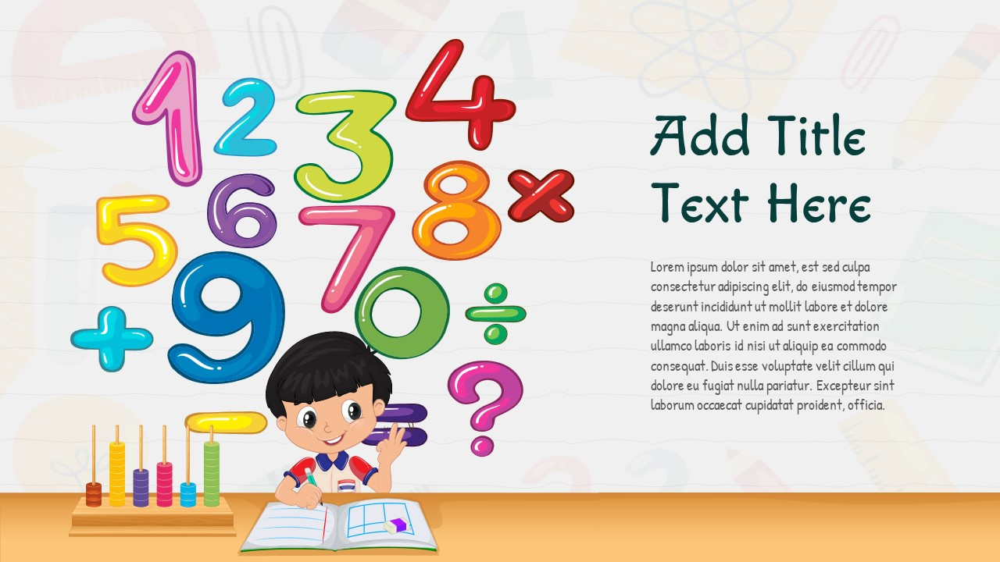 1 2 3 4
5 6 7 8 ×
+ 9 0 ÷
− = ?
Add Title
Text Here
Lorem ipsum dolor sit amet, est sed culpa
consectetur adipiscing elit, do eiusmod tempor
deserunt incididunt ut mollit labore et dolore
magna aliqua. Ut enim ad sunt exercitation
ullamco laboris id nisi ut aliquip ea commodo
consequat. Duis esse voluptate velit cillum qui
dolore eu fugiat nulla pariatur. Excepteur sint
laborum occaecat cupidatat proident, officia.